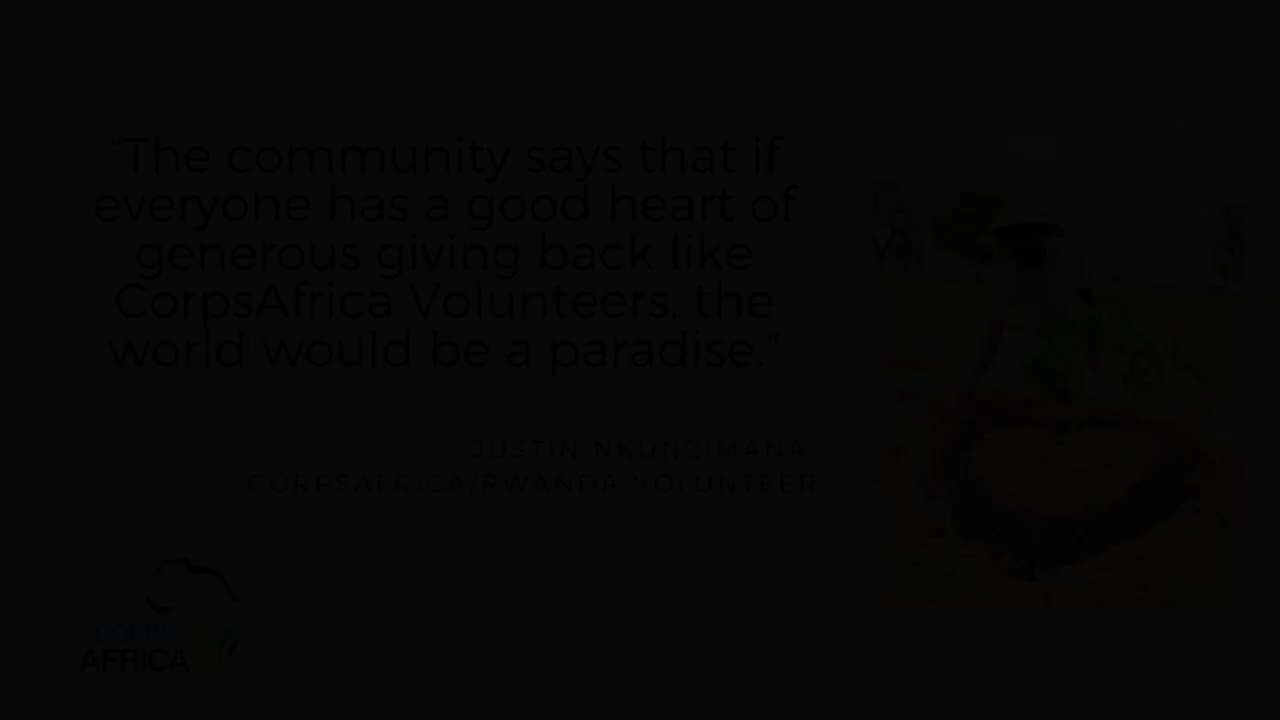 "The community says that if
everyone has a good heart of
generous giving back like
CorpsAfrica Volunteers, the
world would be a paradise."
JUSTIN NKUNZIMANA
CORPSAFRICA/RWANDA VOLUNTEER
CORPS
AFRICA